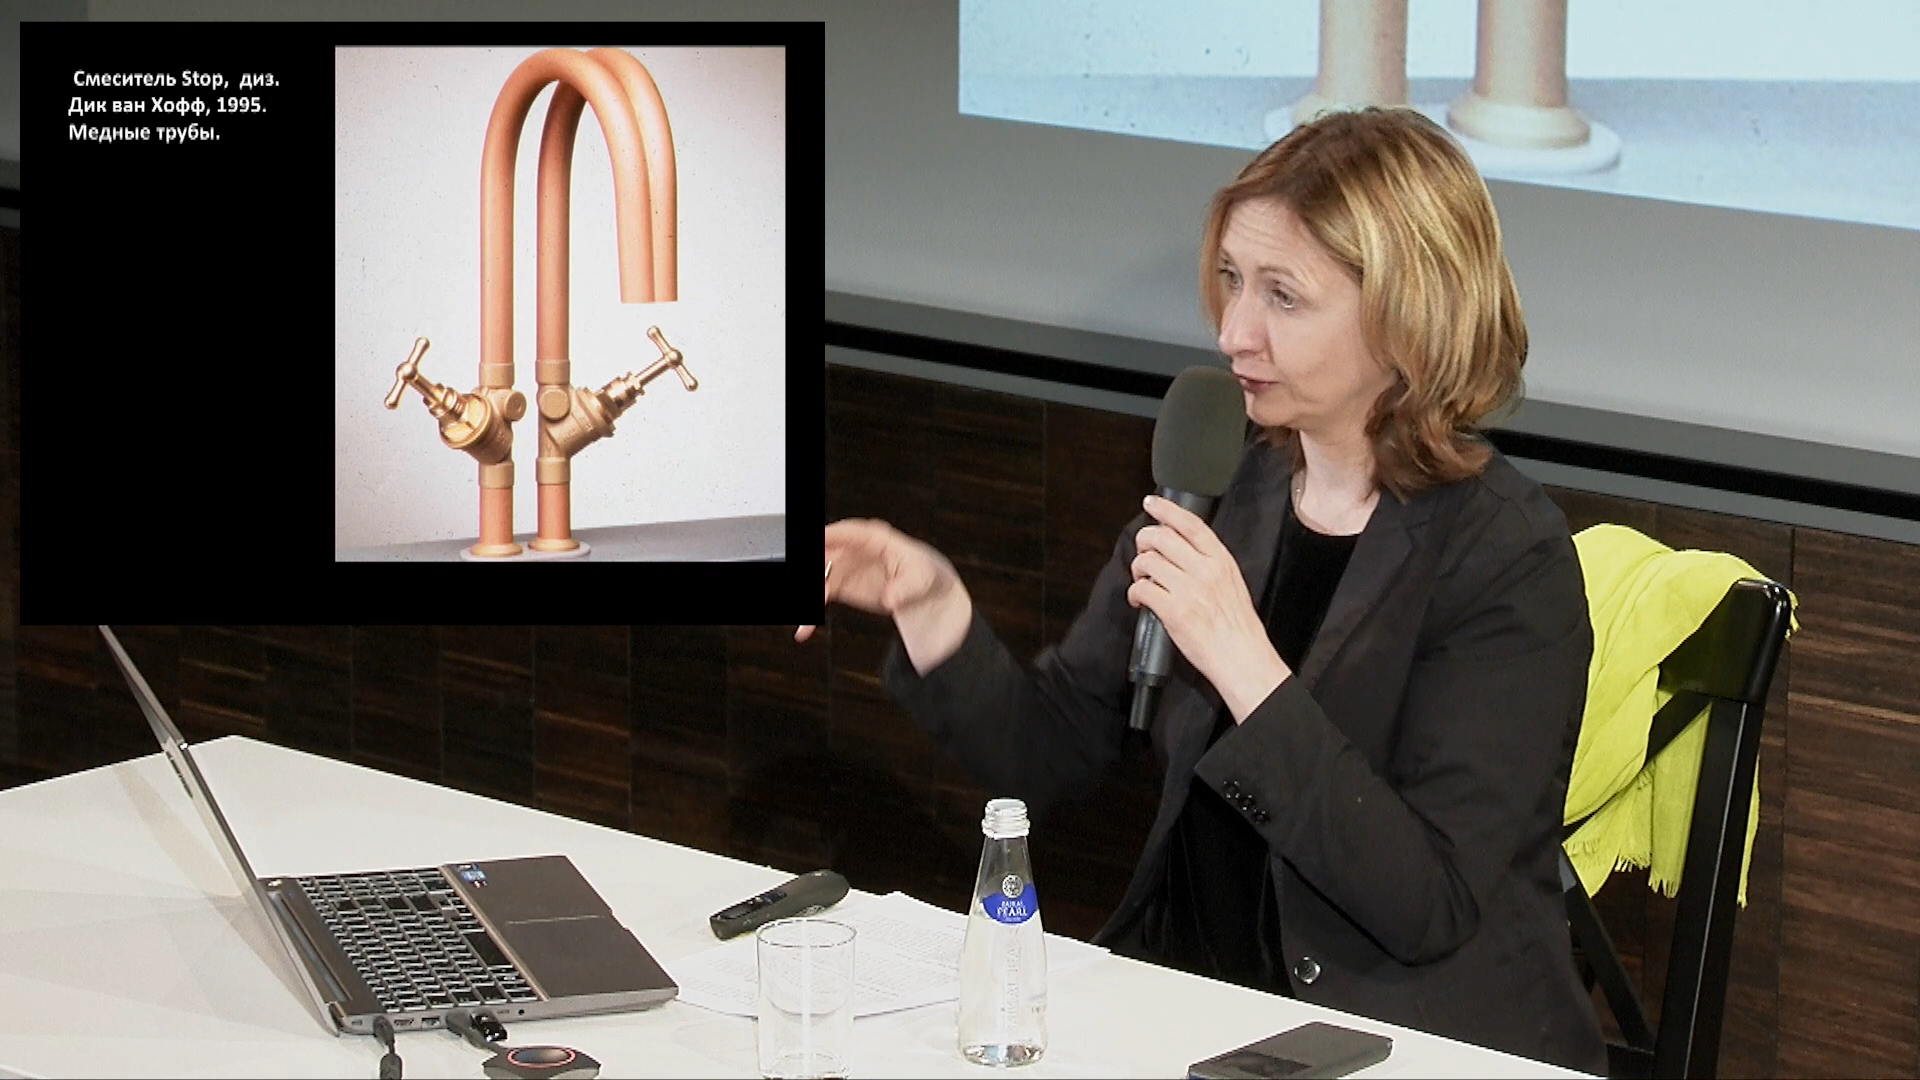 Смеситель Stop, диз.
Дик ван Хофф, 1995.
Медные трубы.
BAIKAL
PEARL